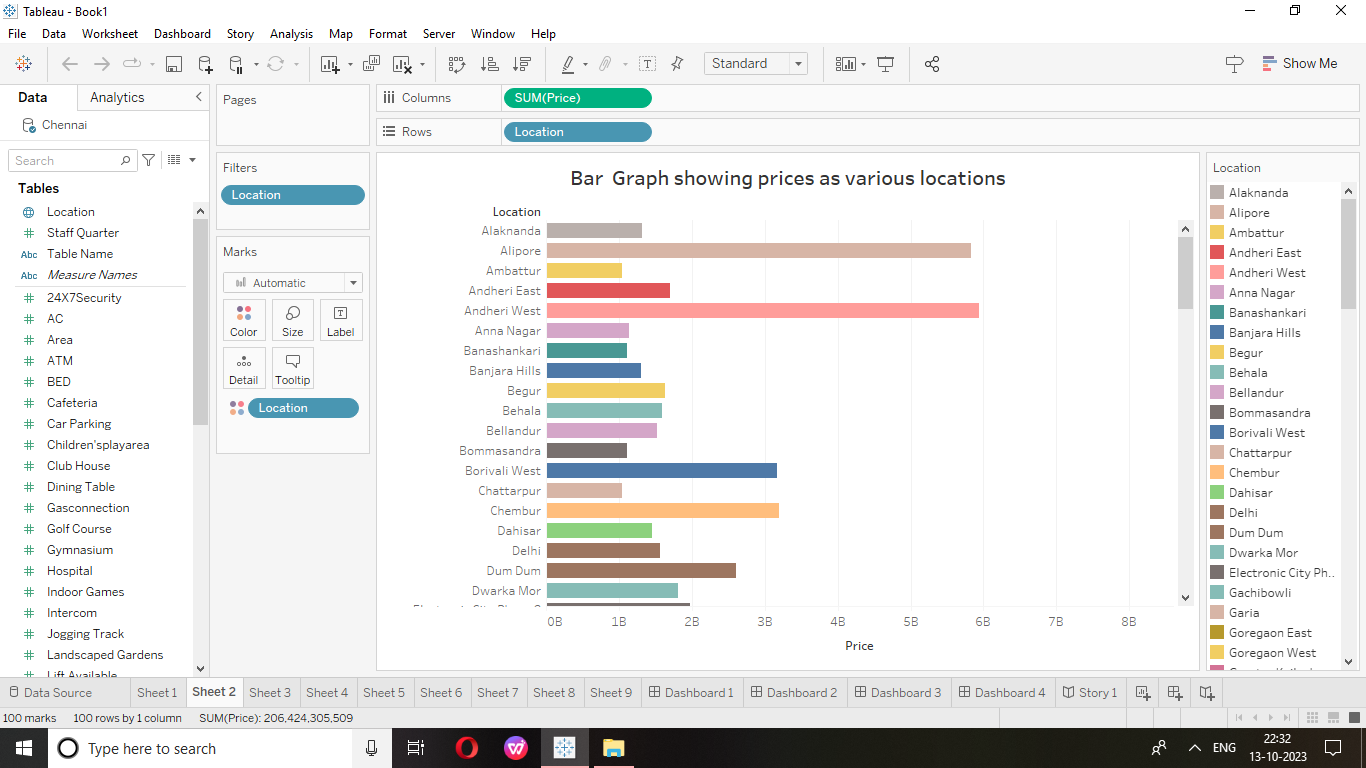 Tableau - Book1
File Data Worksheet Dashboard Story Analysis Map Format Server Window Help
Standard
Show Me
Data Analytics
Chennai
Search
Tables
Location
Staff Quarter
Abc Table Name
Abc Measure Names
24X7Security
AC
Area
ATM
BED
Cafeteria
Car Parking
Children'splayarea
Club House
Dining Table
Gasconnection
Golf Course
Gymnasium
Hospital
Indoor Games
Intercom
Jogging Track
Landscaped Gardens
Lift Available
Pages
Filters
Location
Marks
Automatic
Color Size Label
Detail Tooltip
Location
Columns SUM(Price)
Rows Location
Bar Graph showing prices as various locations
Location
Alaknanda
Alipore
Ambattur
Andheri East
Andheri West
Anna Nagar
Banashankari
Banjara Hills
Begur
Behala
Bellandur
Bommasandra
Borivali West
Chattarpur
Chembur
Dahisar
Delhi
Dum Dum
Dwarka Mor
0B 1B 2B 3B 4B 5B 6B 7B 8B
Price
Location
Alaknanda
Alipore
Ambattur
Andheri East
Andheri West
Anna Nagar
Banashankari
Banjara Hills
Begur
Behala
Bellandur
Bommasandra
Borivali West
Chattarpur
Chembur
Dahisar
Delhi
Dum Dum
Dwarka Mor
Electronic City Ph..
Gachibowli
Garia
Goregaon East
Goregaon West
Data Source Sheet 1 Sheet 2 Sheet 3 Sheet 4 Sheet 5 Sheet 6 Sheet 7 Sheet 8 Sheet 9 Dashboard 1 Dashboard 2 Dashboard 3 Dashboard 4 Story 1
100 marks 100 rows by 1 column SUM(Price): 206,424,305,509
Type here to search
ENG
22:32
13-10-2023